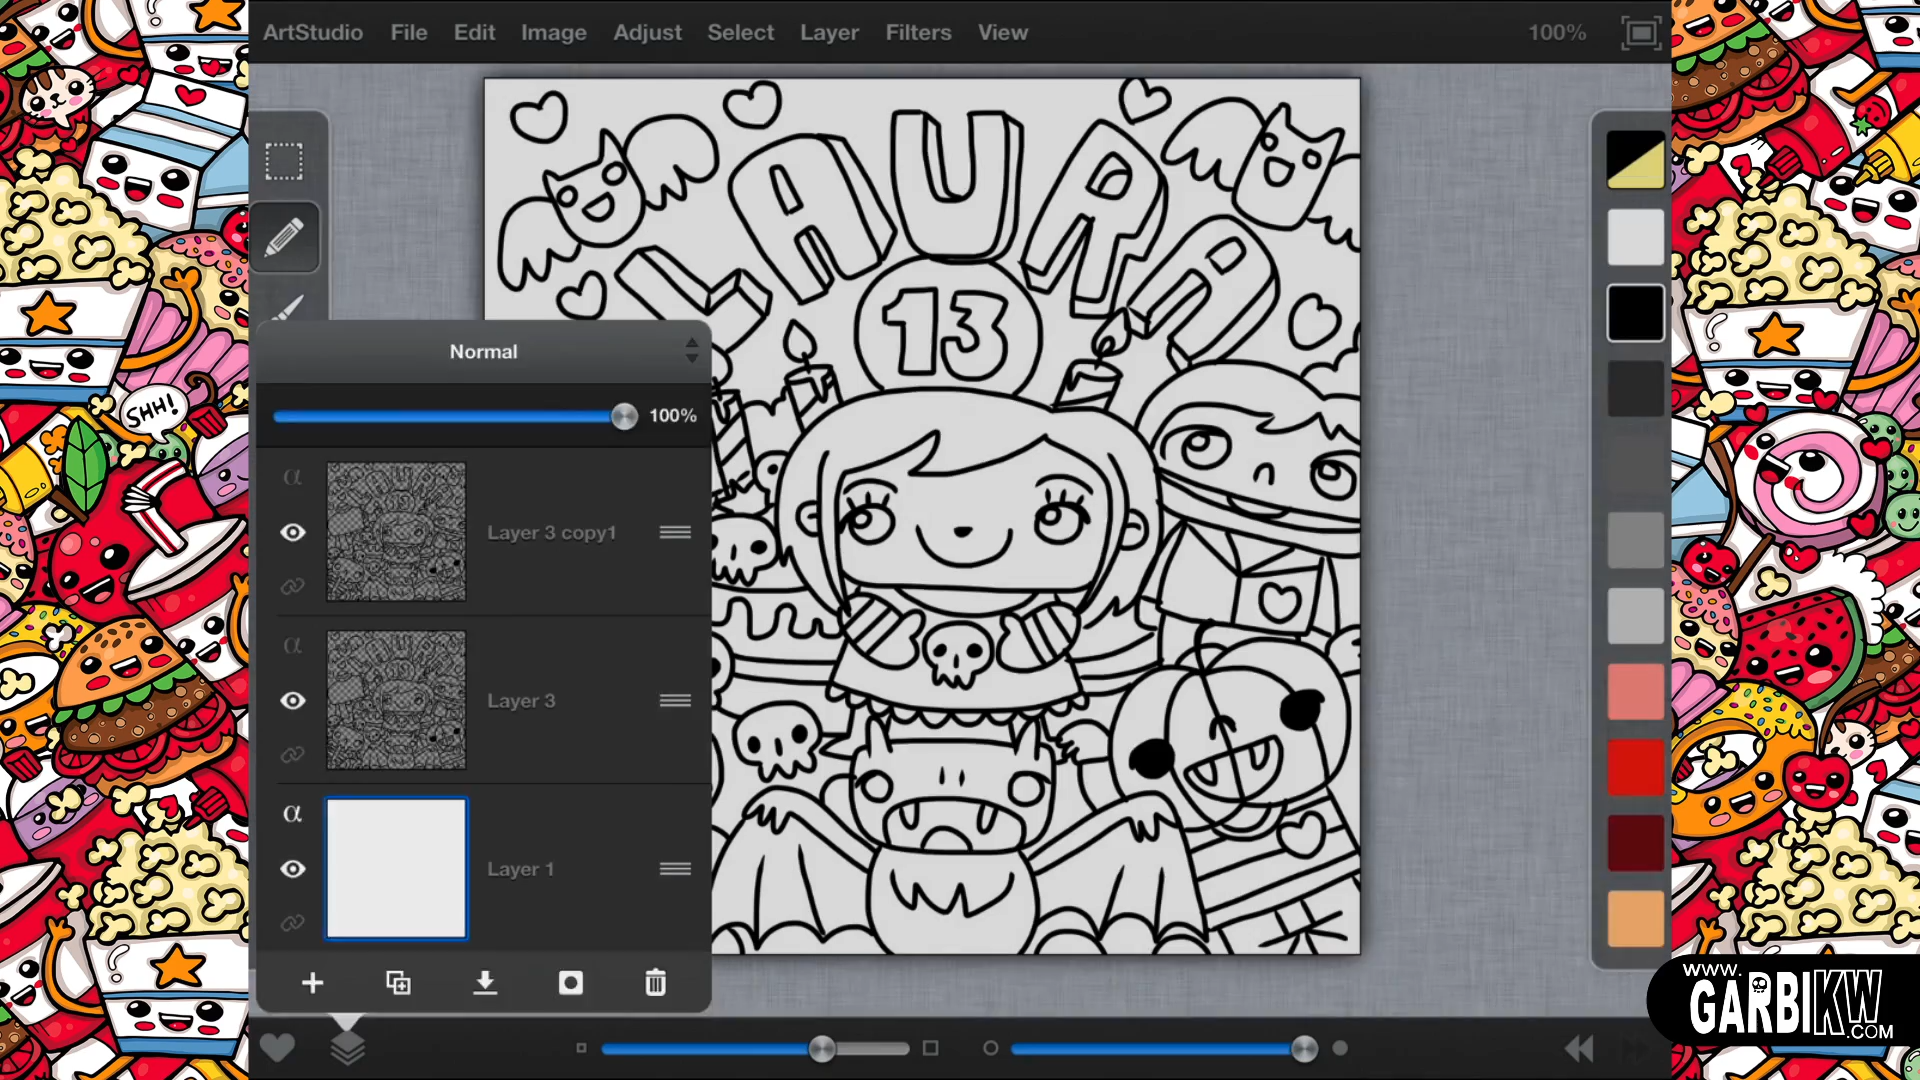 ArtStudio File Edit Image Adjust Select Layer Filters View 100%
LAURA
13
Normal
100%
α
Layer 3 copy1
α
Layer 3
α
Layer 1
SHH!
www.
GARBIKW
.COM